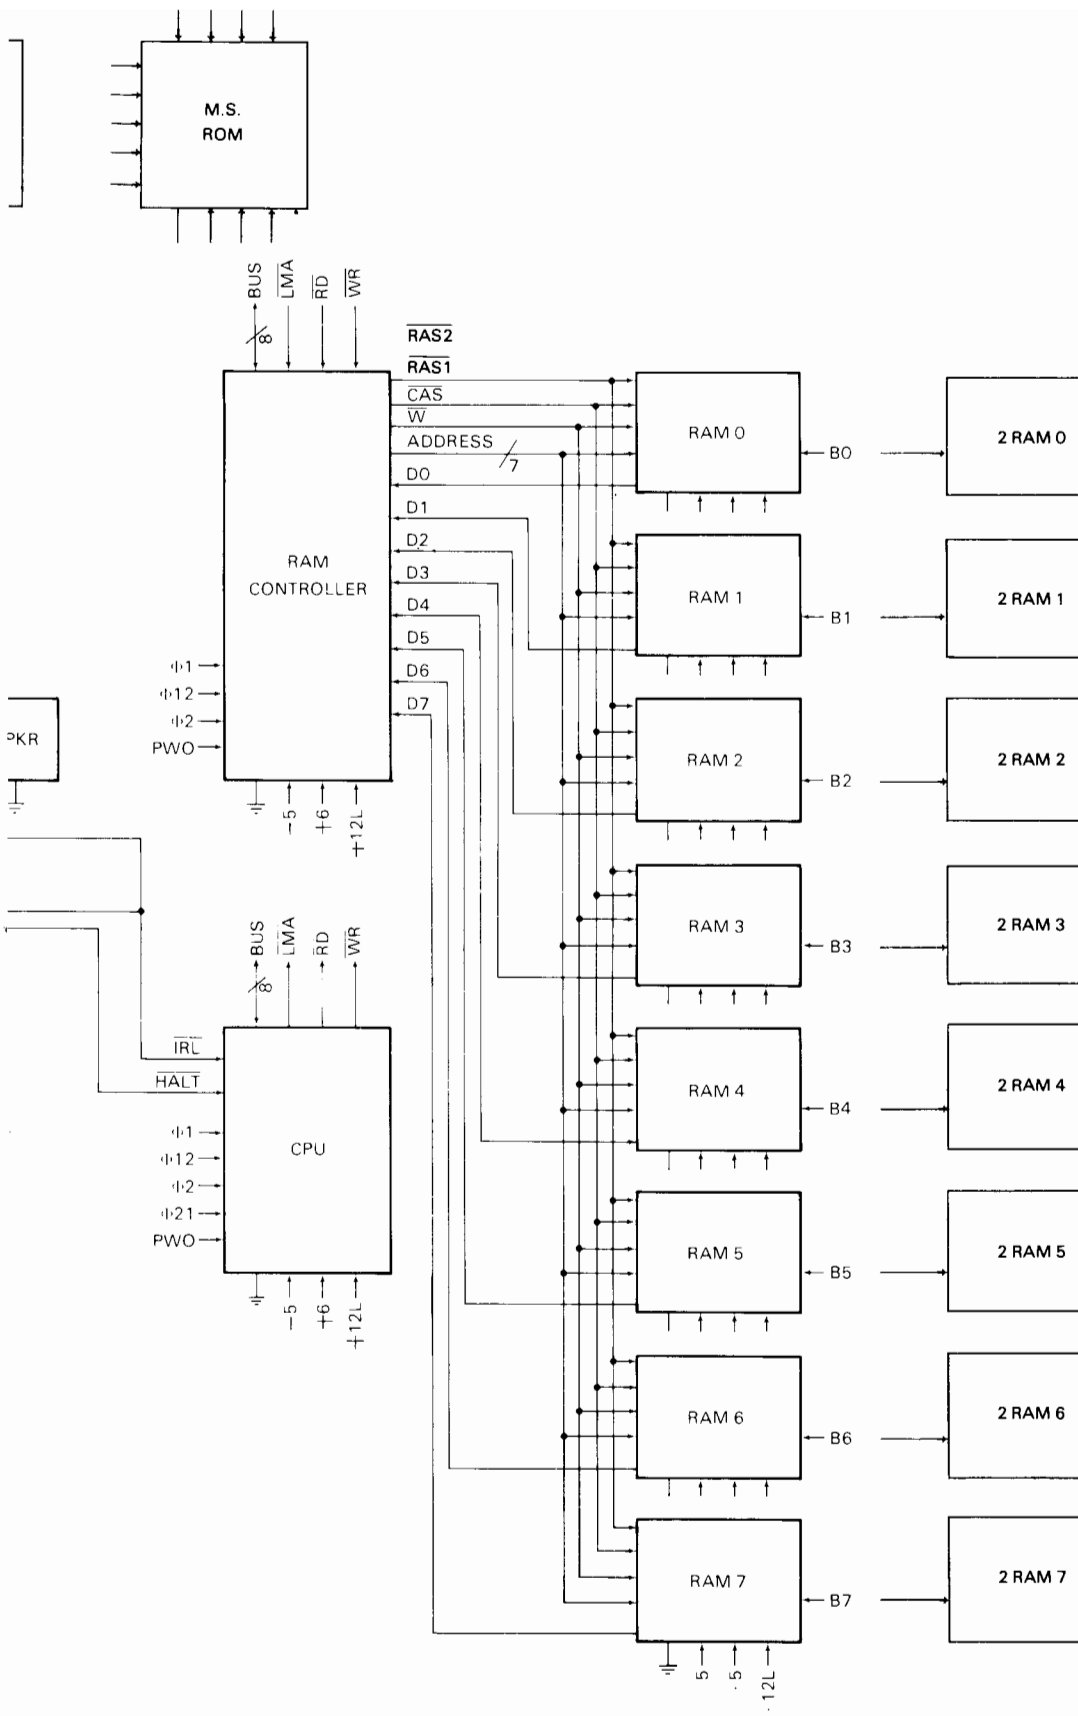 M.S.
ROM
BUS
8
LMA
RD
WR
RAS2
RAS1
CAS
W
ADDRESS
7
D0
D1
D2
D3
D4
D5
D6
D7
RAM
CONTROLLER
Φ1
Φ12
Φ2
PWO
-5
+6
+12L
PKR
BUS
8
LMA
RD
WR
IRL
HALT
Φ1
Φ12
Φ2
Φ21
PWO
CPU
-5
+6
+12L
RAM 0
B0
2 RAM 0
RAM 1
B1
2 RAM 1
RAM 2
B2
2 RAM 2
RAM 3
B3
2 RAM 3
RAM 4
B4
2 RAM 4
RAM 5
B5
2 RAM 5
RAM 6
B6
2 RAM 6
RAM 7
B7
2 RAM 7
5
5
12L